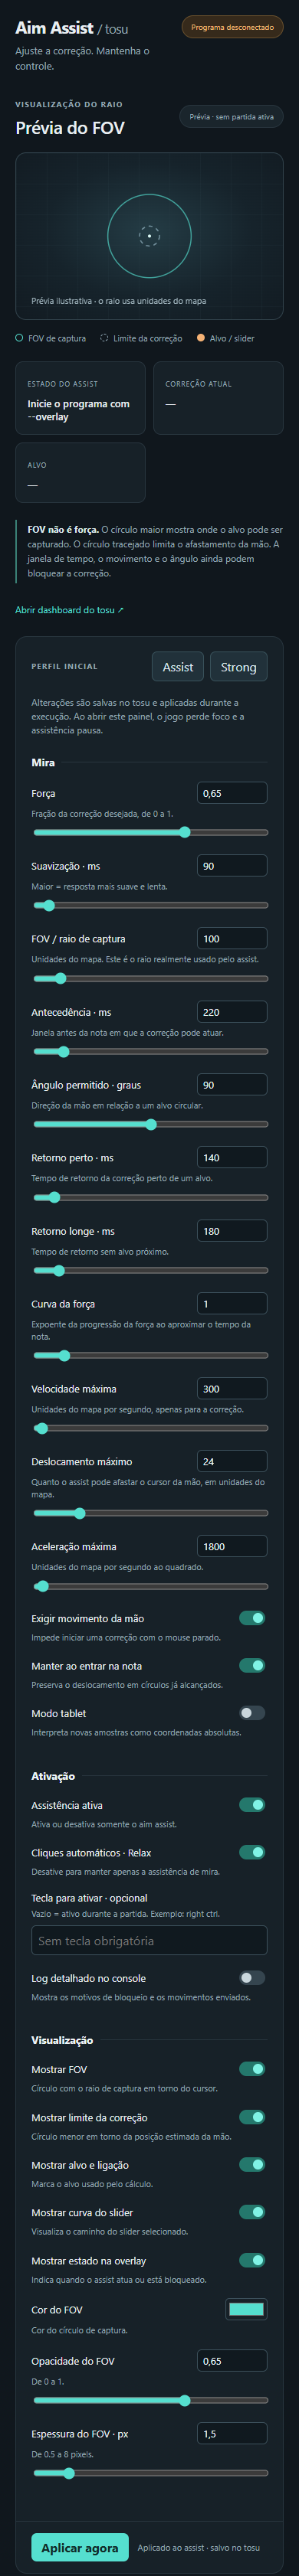 Aim Assist / tosu
Ajuste a correção. Mantenha o
controle.
Programa desconectado
VISUALIZAÇÃO DO RAIO
Prévia do FOV
Prévia · sem partida ativa
Prévia ilustrativa · o raio usa unidades do mapa
FOV de captura
Limite da correção
Alvo / slider
ESTADO DO ASSIST
Inicie o programa com
--overlay
CORREÇÃO ATUAL
—
ALVO
—
FOV não é força. O círculo maior mostra onde o alvo pode ser
capturado. O círculo tracejado limita o afastamento da mão. A
janela de tempo, o movimento e o ângulo ainda podem
bloquear a correção.
Abrir dashboard do tosu ↗
PERFIL INICIAL
Assist
Strong
Alterações são salvas no tosu e aplicadas durante a
execução. Ao abrir este painel, o jogo perde foco e a
assistência pausa.
Mira
Força
0,65
Fração da correção desejada, de 0 a 1.
Suavização · ms
90
Maior = resposta mais suave e lenta.
FOV / raio de captura
100
Unidades do mapa. Este é o raio realmente usado pelo assist.
Antecedência · ms
220
Janela antes da nota em que a correção pode atuar.
Ângulo permitido · graus
90
Direção da mão em relação a um alvo circular.
Retorno perto · ms
140
Tempo de retorno da correção perto de um alvo.
Retorno longe · ms
180
Tempo de retorno sem alvo próximo.
Curva da força
1
Expoente da progressão da força ao aproximar o tempo da
nota.
Velocidade máxima
300
Unidades do mapa por segundo, apenas para a correção.
Deslocamento máximo
24
Quanto o assist pode afastar o cursor da mão, em unidades do
mapa.
Aceleração máxima
1800
Unidades do mapa por segundo ao quadrado.
Exigir movimento da mão
Impede iniciar uma correção com o mouse parado.
Manter ao entrar na nota
Preserva o deslocamento em círculos já alcançados.
Modo tablet
Interpreta novas amostras como coordenadas absolutas.
Ativação
Assistência ativa
Ativa ou desativa somente o aim assist.
Cliques automáticos · Relax
Desative para manter apenas a assistência de mira.
Tecla para ativar · opcional
Vazio = ativo durante a partida. Exemplo: right ctrl.
Sem tecla obrigatória
Log detalhado no console
Mostra os motivos de bloqueio e os movimentos enviados.
Visualização
Mostrar FOV
Círculo com o raio de captura em torno do cursor.
Mostrar limite da correção
Círculo menor em torno da posição estimada da mão.
Mostrar alvo e ligação
Marca o alvo usado pelo cálculo.
Mostrar curva do slider
Visualiza o caminho do slider selecionado.
Mostrar estado na overlay
Indica quando o assist atua ou está bloqueado.
Cor do FOV
Cor do círculo de captura.
Opacidade do FOV
0,65
De 0 a 1.
Espessura do FOV · px
1,5
De 0.5 a 8 pixels.
Aplicar agora
Aplicado ao assist · salvo no tosu